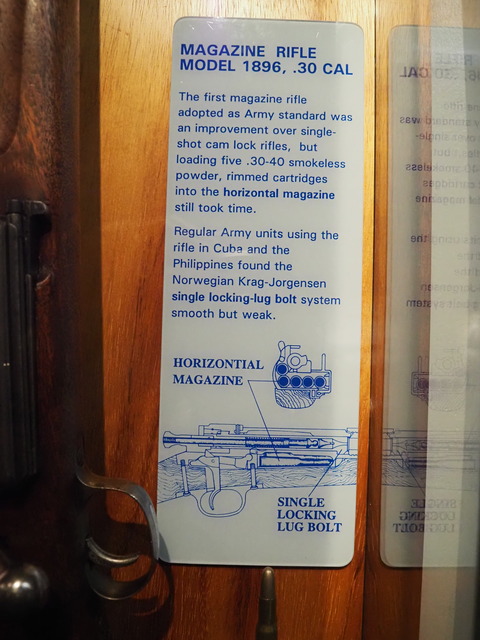 MAGAZINE RIFLE
MODEL 1896, .30 CAL
The first magazine rifle
adopted as Army standard was
an improvement over single-
shot cam lock rifles, but
loading five .30-40 smokeless
powder, rimmed cartridges
into the horizontal magazine
still took time.
Regular Army units using the
rifle in Cuba and the
Philippines found the
Norwegian Krag-Jorgensen
single locking-lug bolt system
smooth but weak.
HORIZONTIAL
MAGAZINE
SINGLE
LOCKING
LUG BOLT